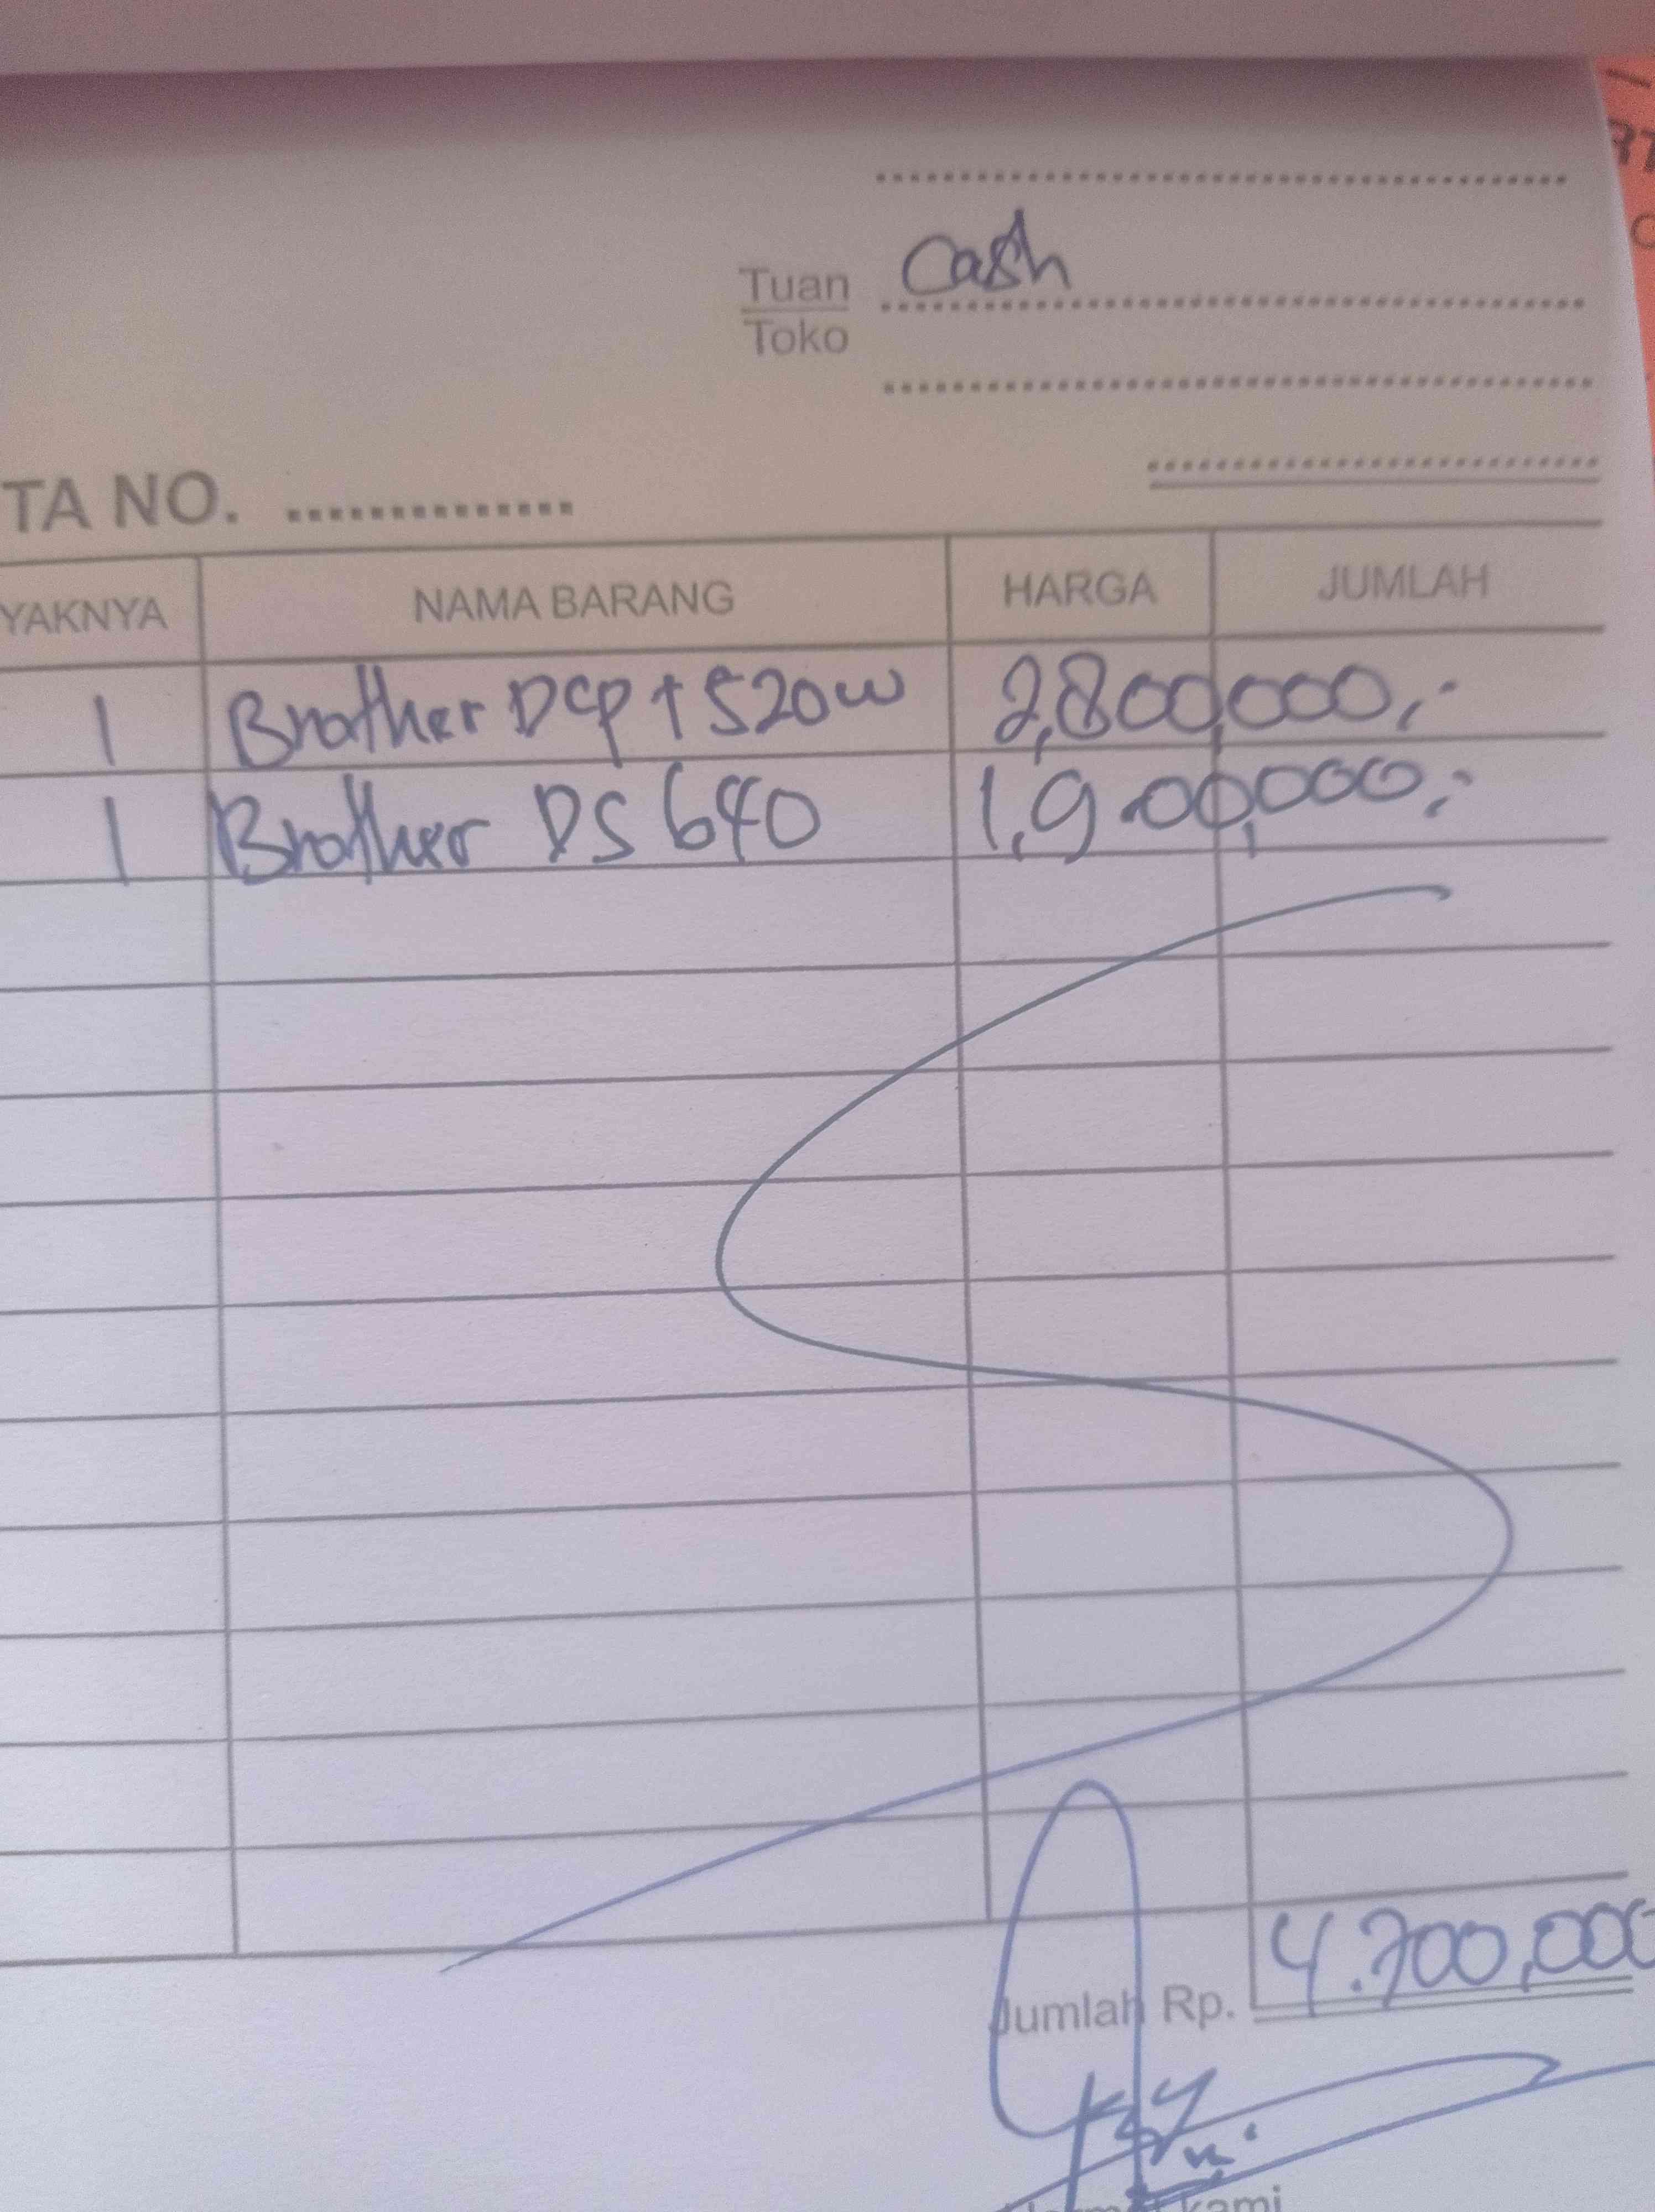 Cash
Tuan
Toko
TA NO. ..............
YAKNYA NAMA BARANG HARGA JUMLAH
1 Brother DCP T520w 2,800,000,-
1 Brother DS 640 1,900,000,-
Jumlah Rp. 4.700,000
kami